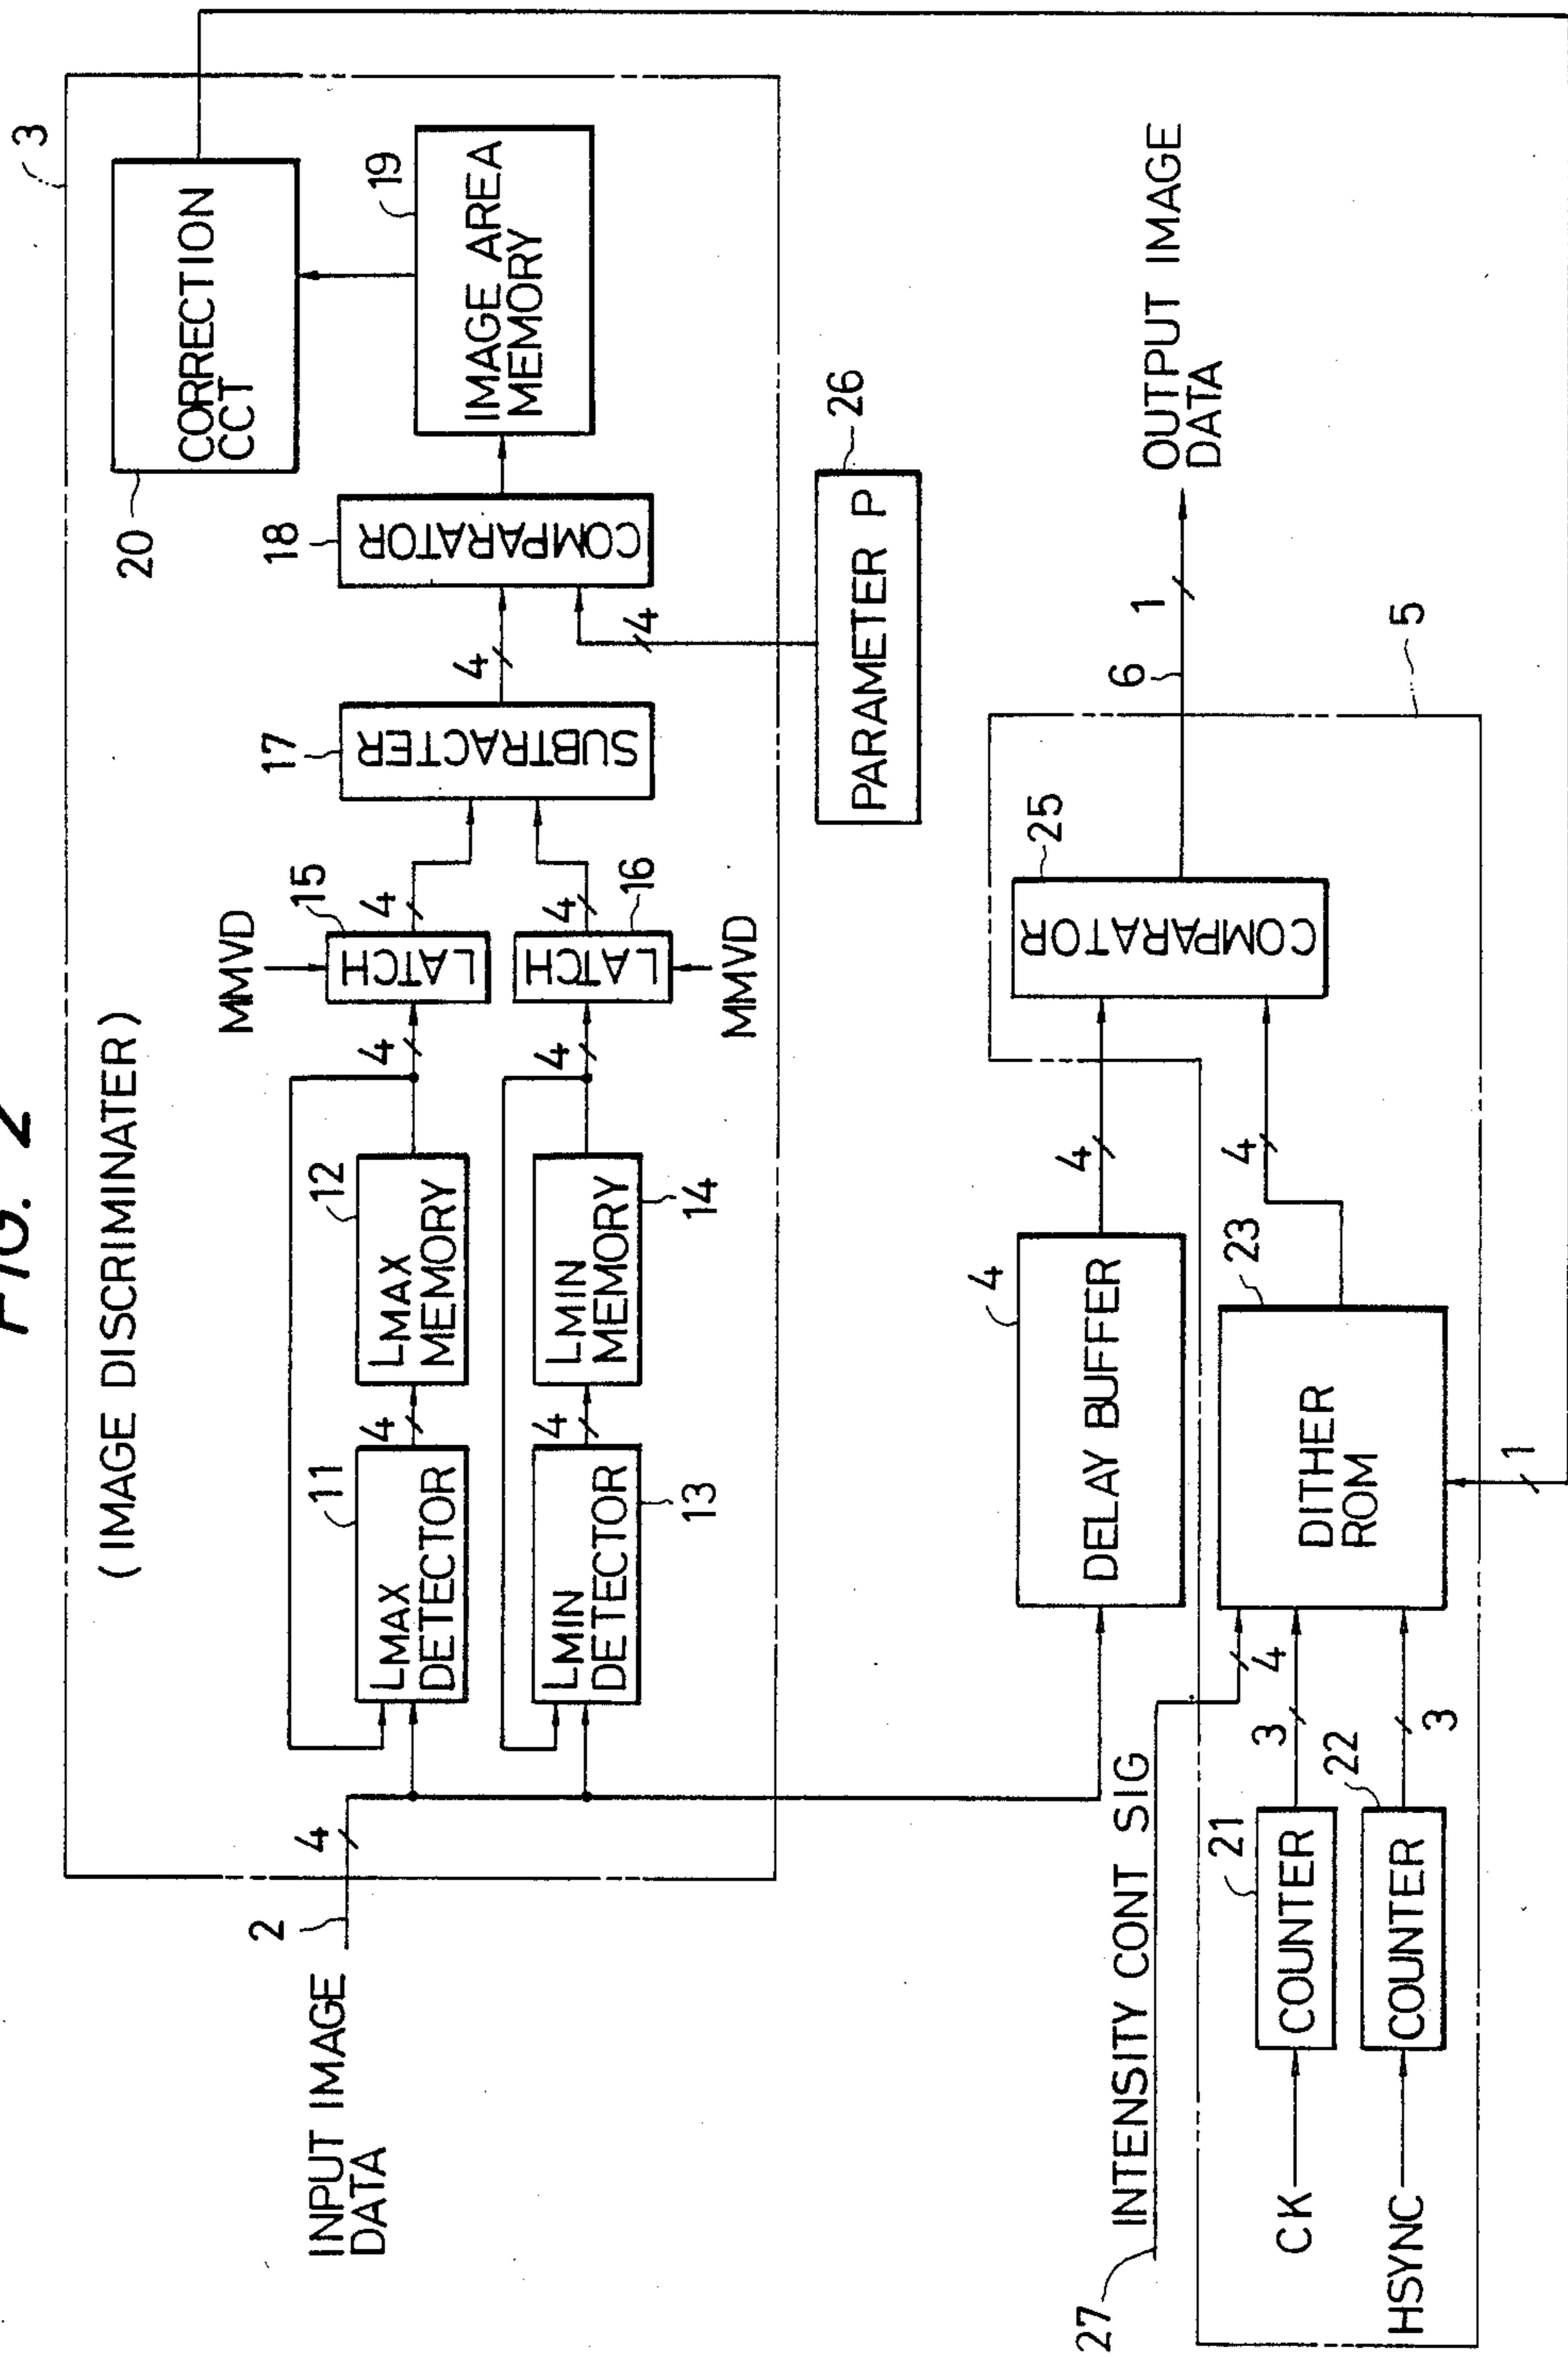 FIG. 2
(IMAGE DISCRIMINATER)
3
INPUT IMAGE
DATA
2
4
11
LMAX
DETECTOR
4
12
LMAX
MEMORY
4
MMVD
15
LATCH
4
13
LMIN
DETECTOR
4
14
LMIN
MEMORY
4
MMVD
16
LATCH
4
17
SUBTRACTER
4
18
COMPARATOR
4
19
IMAGE AREA
MEMORY
20
CORRECTION
CCT
26
PARAMETER P
4
DELAY BUFFER
4
27
INTENSITY CONT SIG
4
CK
21
COUNTER
3
HSYNC
22
COUNTER
3
23
DITHER
ROM
1
4
25
COMPARATOR
5
6
1
OUTPUT IMAGE
DATA